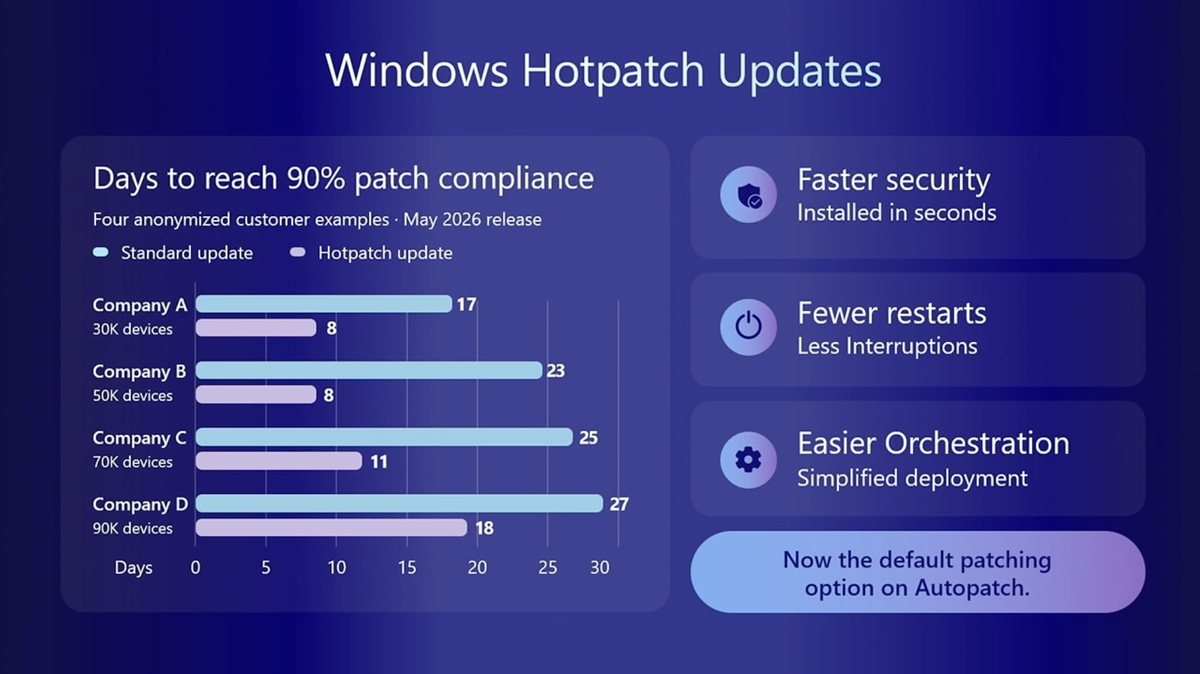 Windows Hotpatch Updates
Days to reach 90% patch compliance
Four anonymized customer examples · May 2026 release
Standard update
Hotpatch update
Company A
30K devices
17
8
Company B
50K devices
23
8
Company C
70K devices
25
11
Company D
90K devices
27
18
Days 0 5 10 15 20 25 30
Faster security
Installed in seconds
Fewer restarts
Less Interruptions
Easier Orchestration
Simplified deployment
Now the default patching
option on Autopatch.